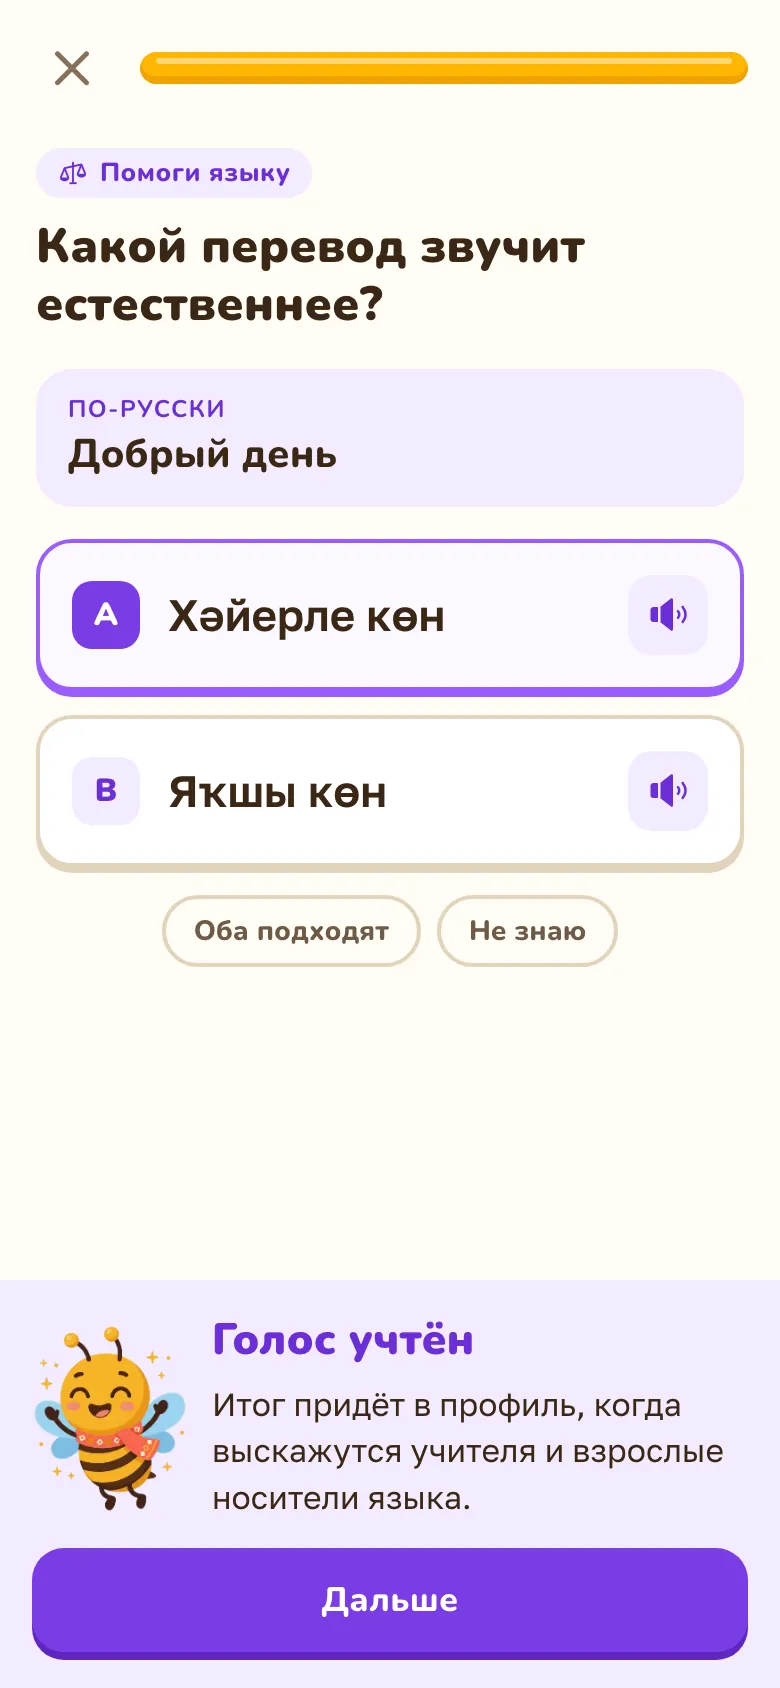 Помоги языку
Какой перевод звучит
естественнее?
ПО-РУССКИ
Добрый день
A
Хәйерле көн
B
Яҡшы көн
Оба подходят
Не знаю
Голос учтён
Итог придёт в профиль, когда
выскажутся учителя и взрослые
носители языка.
Дальше